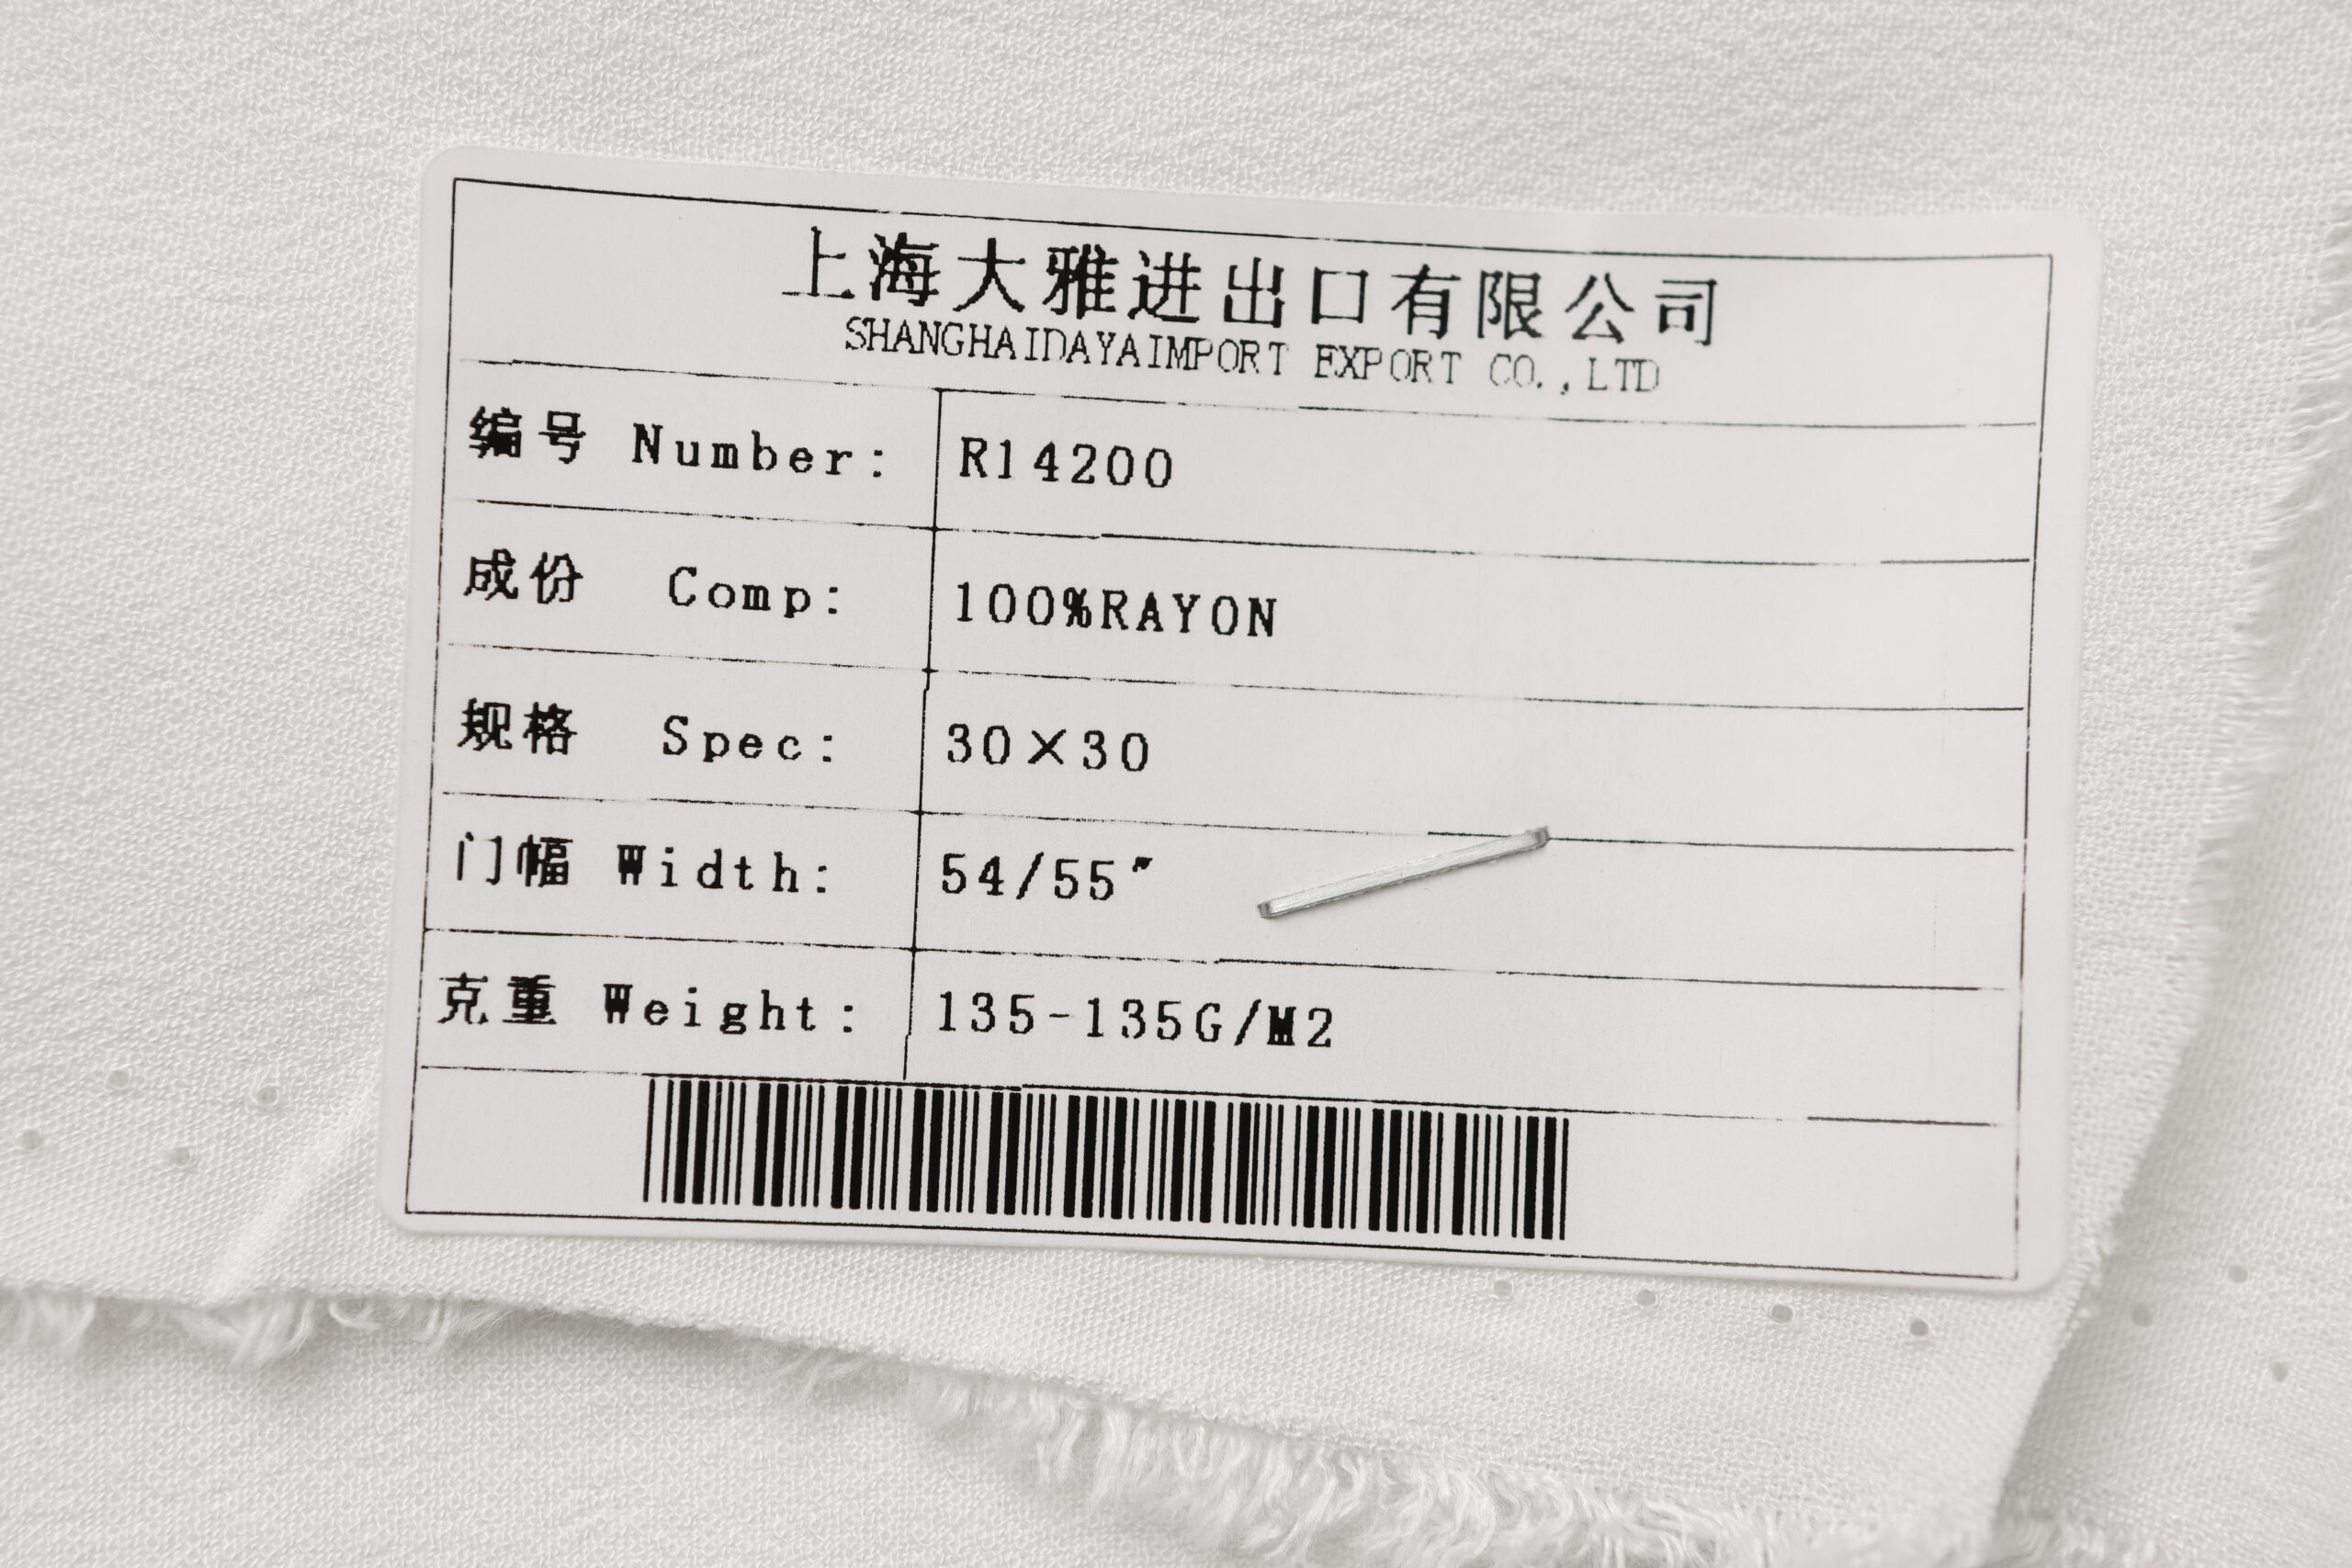 上海大雅进出口有限公司
SHANGHAIDAYAIMPORT EXPORT CO.,LTD
编号 Number: R14200
成份 Comp: 100%RAYON
规格 Spec: 30×30
门幅 Width: 54/55"
克重 Weight: 135-135G/M2